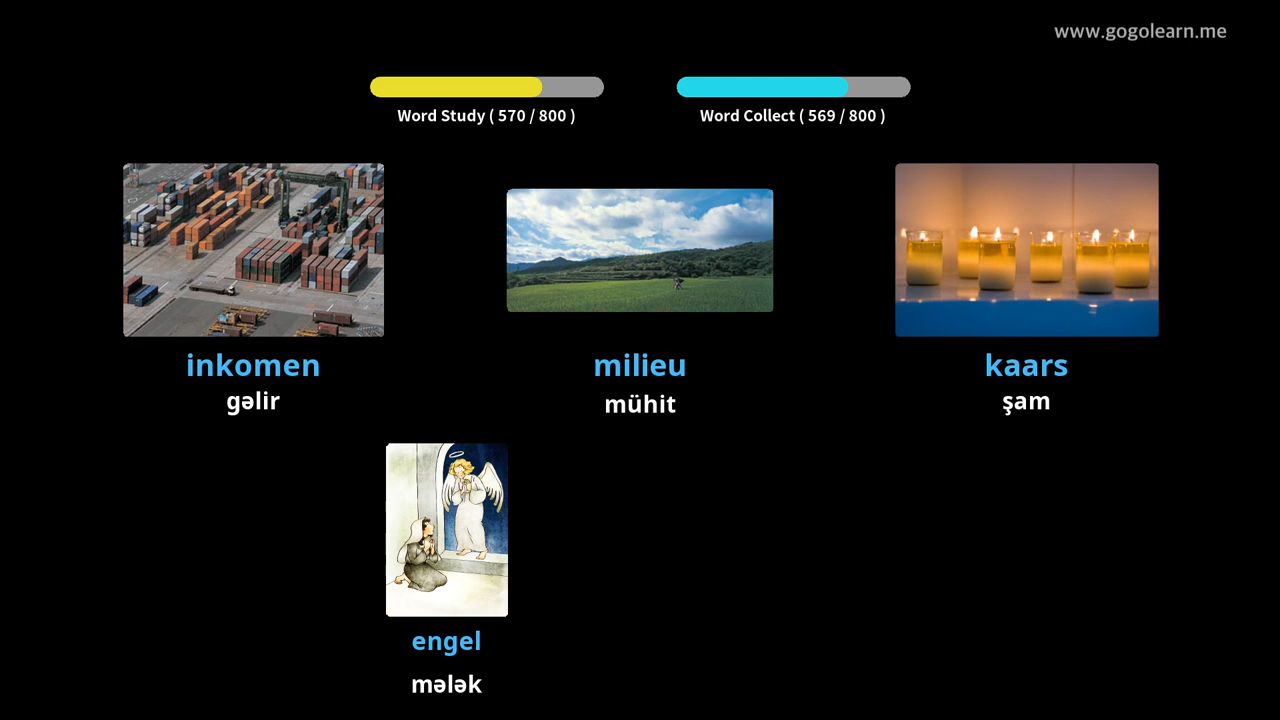 www.gogolearn.me
Word Study ( 570 / 800 )
Word Collect ( 569 / 800 )
inkomen
gəlir
milieu
mühit
kaars
şam
engel
mələk